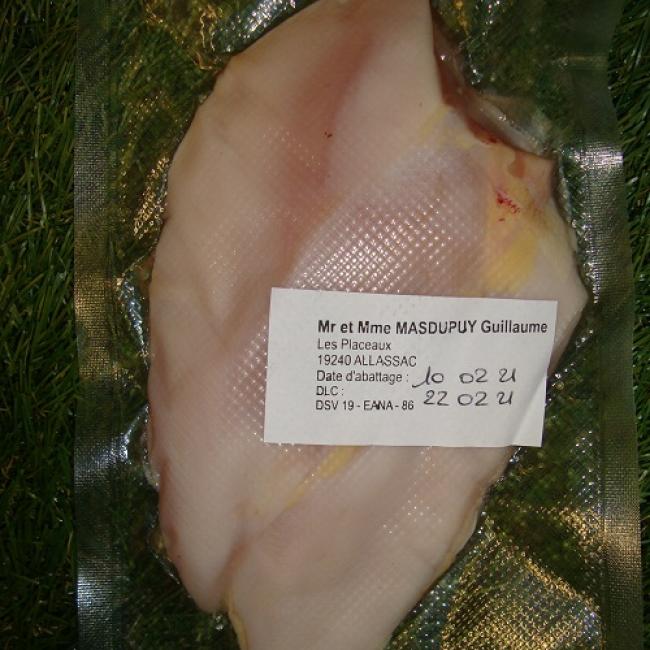 Mr et Mme MASDUPUY Guillaume
Les Placeaux
19240 ALLASSAC
Date d'abattage : 10 02 21
DLC :
DSV 19 - EANA - 86 22 02 21